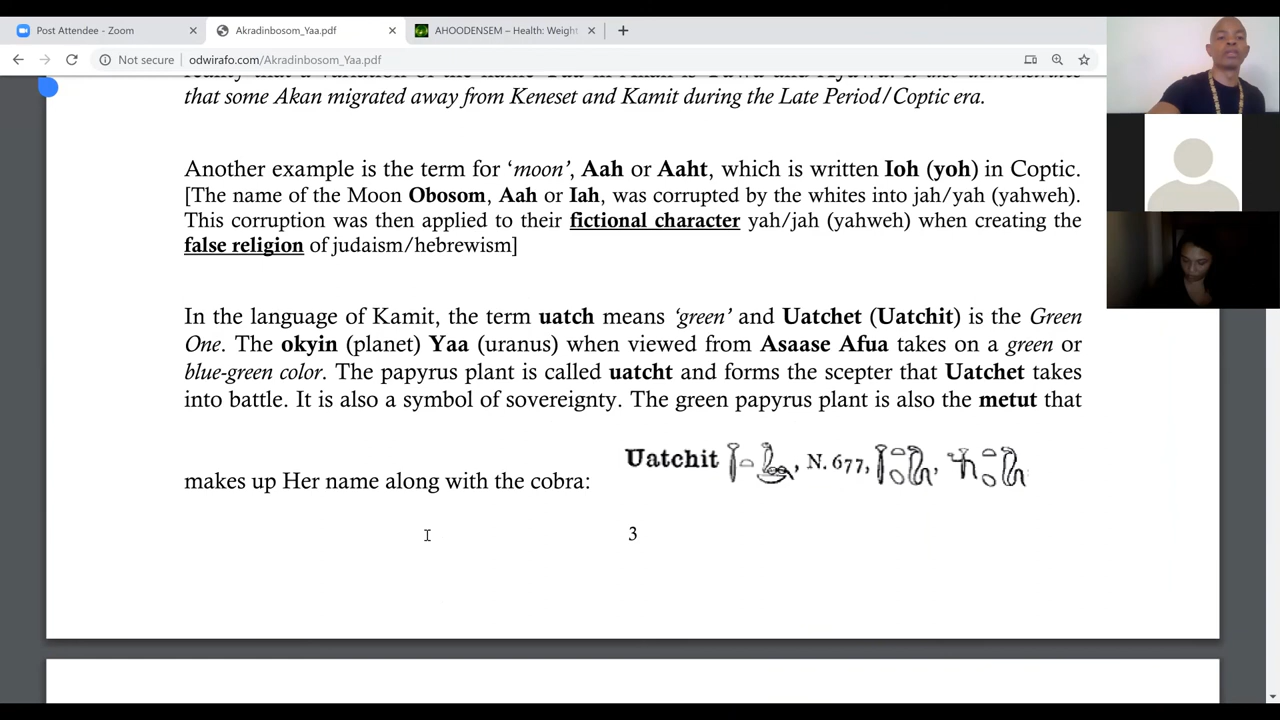 Post Attendee - Zoom
Akradinbosom_Yaa.pdf
AHOODENSEM – Health: Weight
Not secure
odwirafo.com/Akradinbosom_Yaa.pdf
that some Akan migrated away from Keneset and Kamit during the Late Period/Coptic era.
Another example is the term for ‘moon’, Aah or Aaht, which is written Ioh (yoh) in Coptic.
[The name of the Moon Obosom, Aah or Iah, was corrupted by the whites into jah/yah (yahweh).
This corruption was then applied to their fictional character yah/jah (yahweh) when creating the
false religion of judaism/hebrewism]
In the language of Kamit, the term uatch means ‘green’ and Uatchet (Uatchit) is the Green
One. The okyin (planet) Yaa (uranus) when viewed from Asaase Afua takes on a green or
blue-green color. The papyrus plant is called uatcht and forms the scepter that Uatchet takes
into battle. It is also a symbol of sovereignty. The green papyrus plant is also the metut that
Uatchit , N. 677, ,
makes up Her name along with the cobra:
3